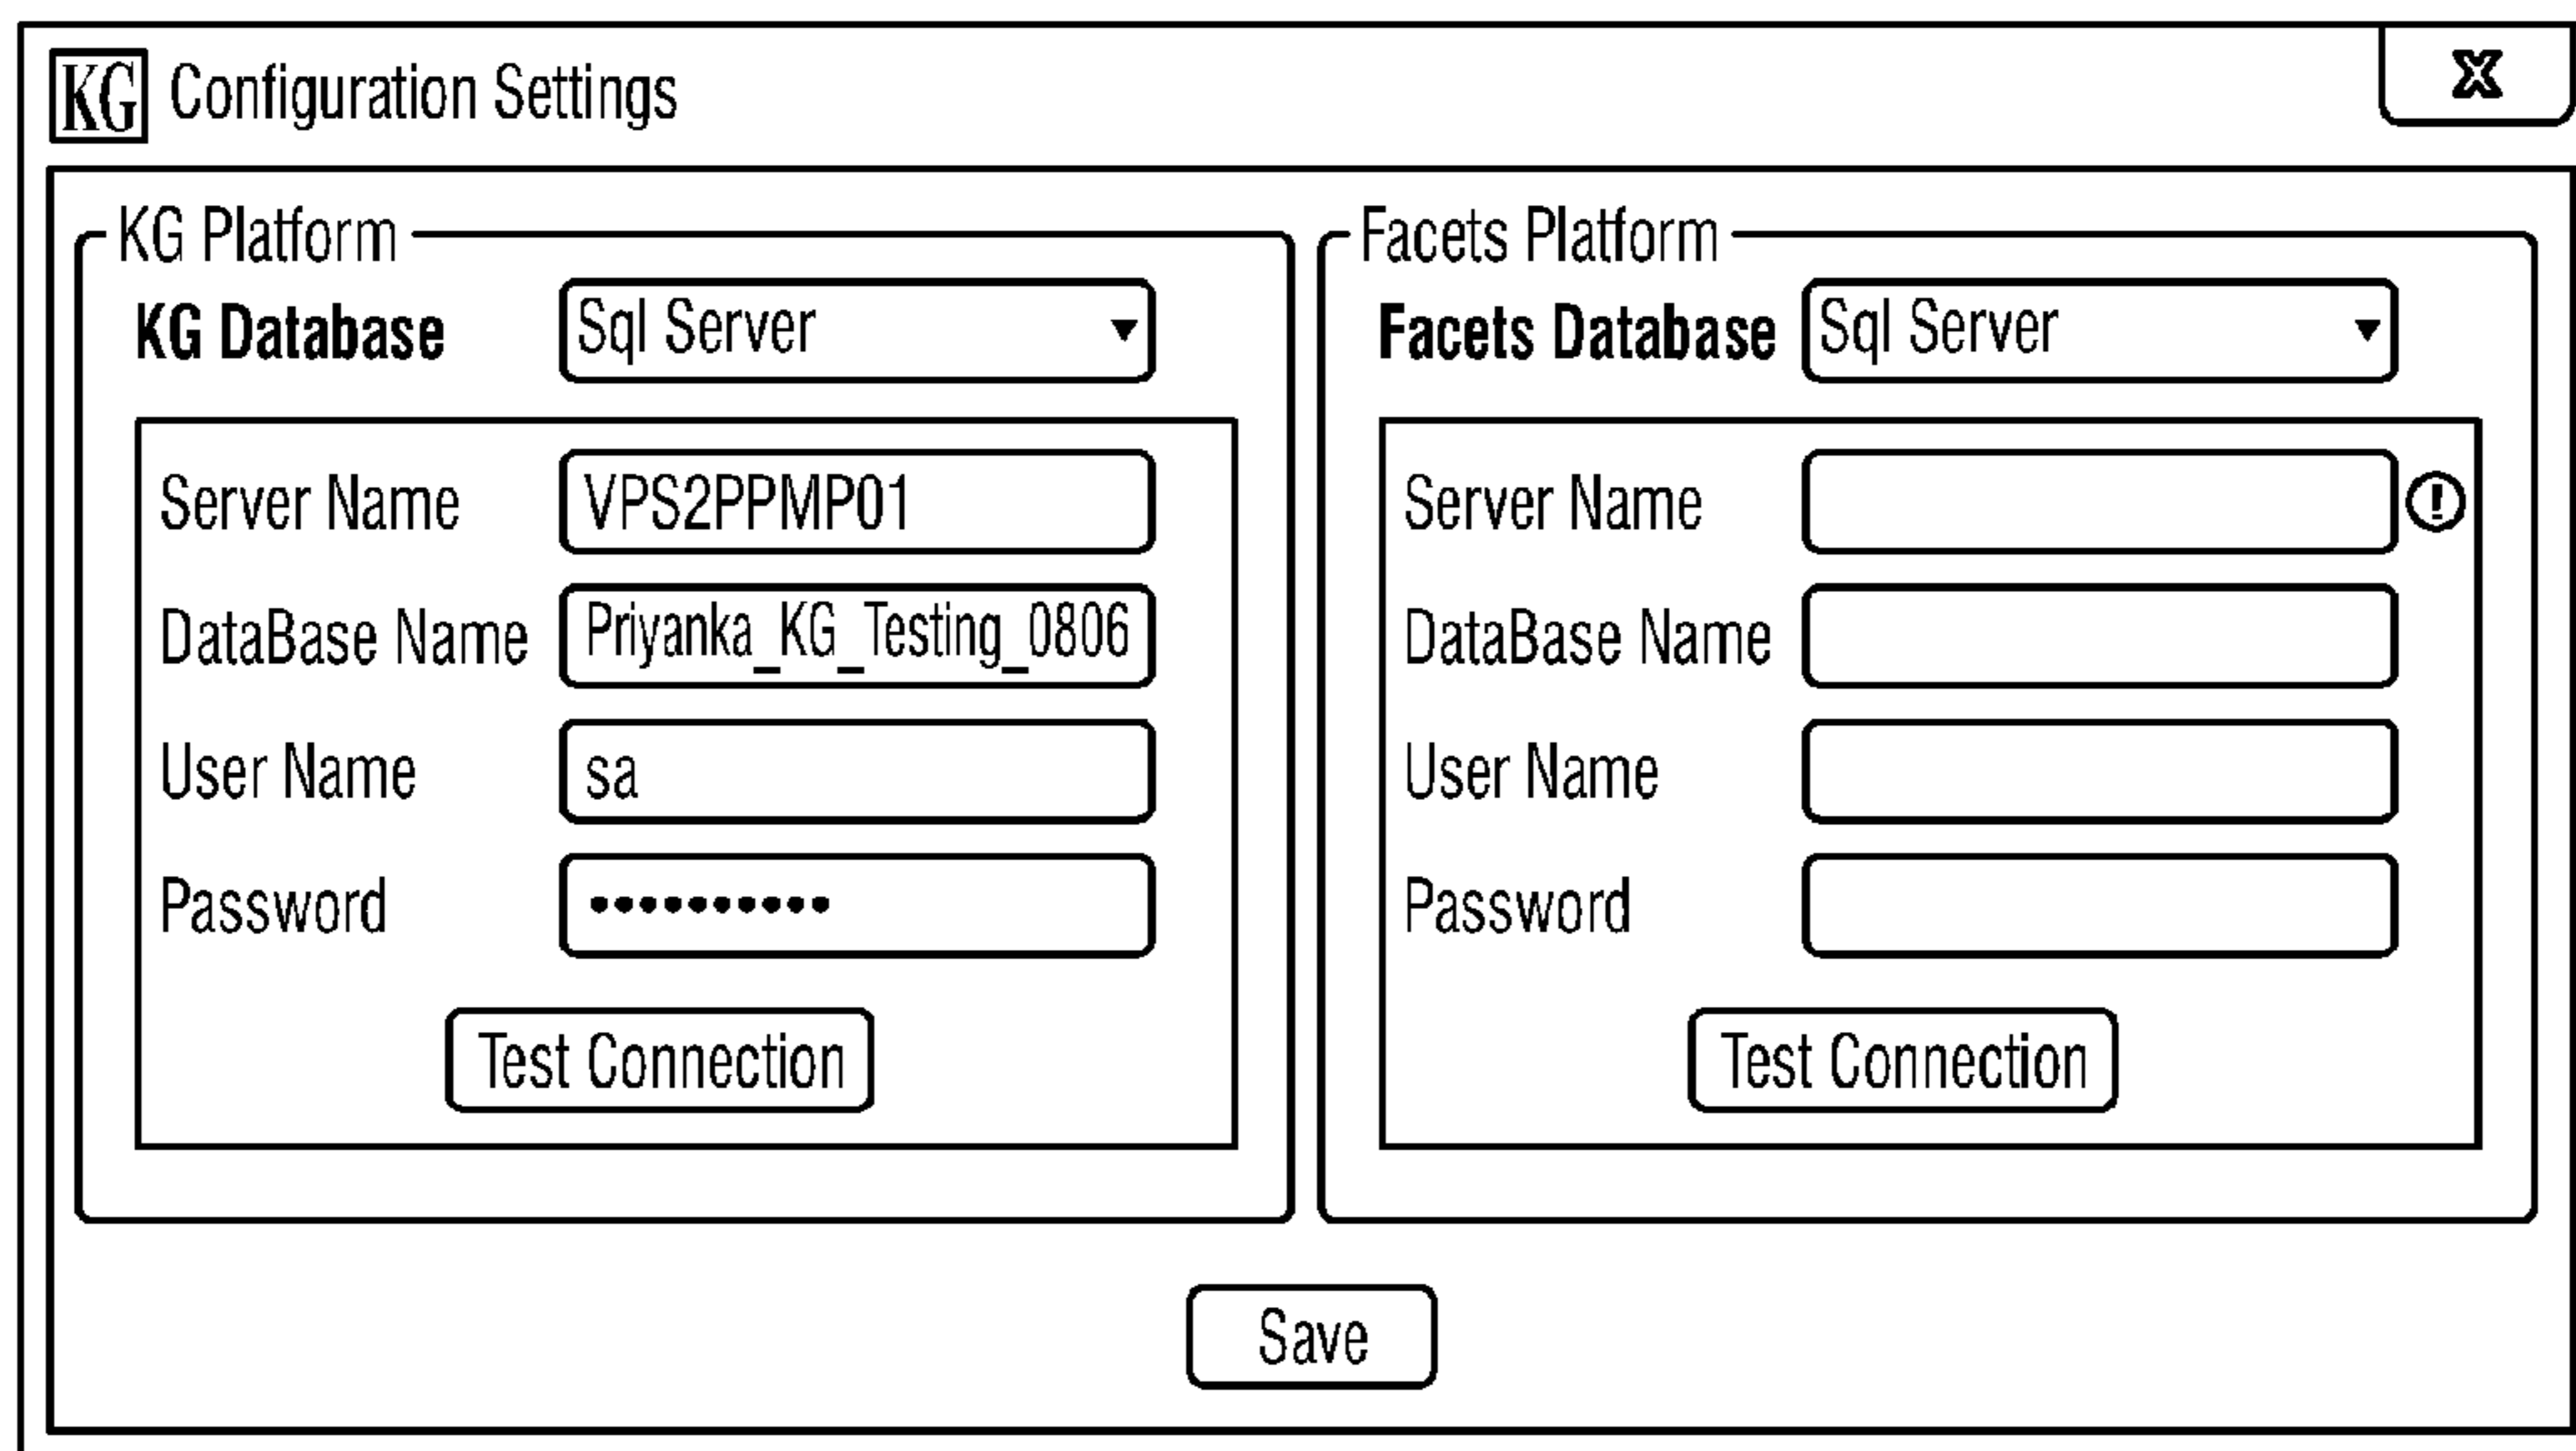 KG Configuration Settings X
KG Platform
KG Database Sql Server
Server Name VPS2PPMP01
DataBase Name Priyanka_KG_Testing_0806
User Name sa
Password ••••••••••
Test Connection
Facets Platform
Facets Database Sql Server
Server Name !
DataBase Name
User Name
Password
Test Connection
Save